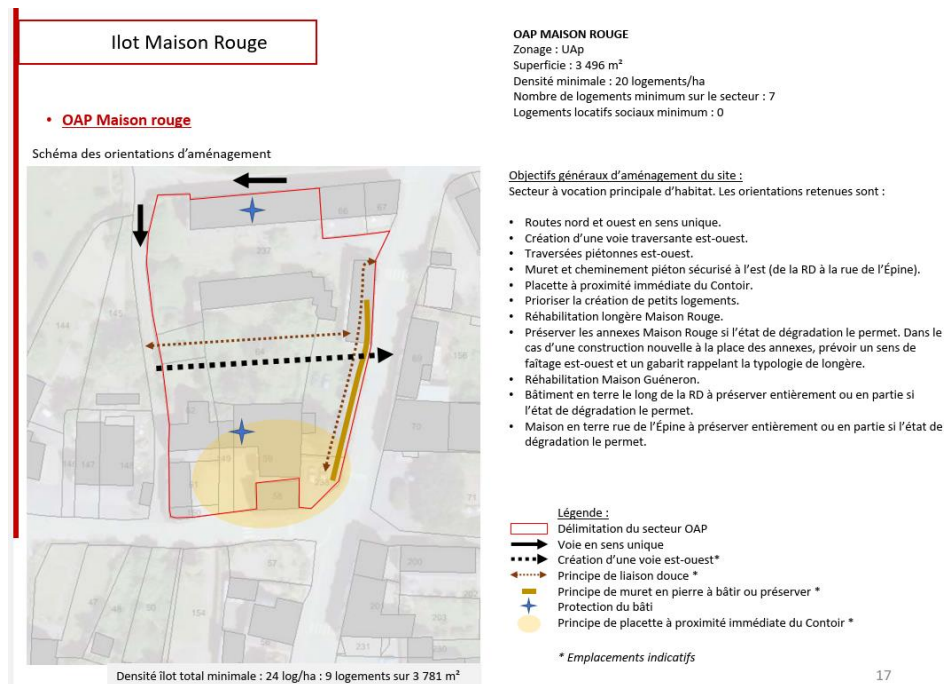 Ilot Maison Rouge
• OAP Maison rouge
Schéma des orientations d'aménagement
OAP MAISON ROUGE
Zonage : UAp
Superficie : 3 496 m²
Densité minimale : 20 logements/ha
Nombre de logements minimum sur le secteur : 7
Logements locatifs sociaux minimum : 0
Objectifs généraux d'aménagement du site :
Secteur à vocation principale d'habitat. Les orientations retenues sont :
• Routes nord et ouest en sens unique.
• Création d'une voie traversante est-ouest.
• Traversées piétonnes est-ouest.
• Muret et cheminement piéton sécurisé à l'est (de la RD à la rue de l'Épine).
• Placette à proximité immédiate du Contoir.
• Prioriser la création de petits logements.
• Réhabilitation longère Maison Rouge.
• Préserver les annexes Maison Rouge si l'état de dégradation le permet. Dans le
cas d'une construction nouvelle à la place des annexes, prévoir un sens de
faîtage est-ouest et un gabarit rappelant la typologie de longère.
• Réhabilitation Maison Guéneron.
• Bâtiment en terre le long de la RD à préserver entièrement ou en partie si
l'état de dégradation le permet.
• Maison en terre rue de l'Épine à préserver entièrement ou en partie si l'état de
dégradation le permet.
Légende :
Délimitation du secteur OAP
Voie en sens unique
Création d'une voie est-ouest*
Principe de liaison douce *
Principe de muret en pierre à bâtir ou préserver *
Protection du bâti
Principe de placette à proximité immédiate du Contoir *
* Emplacements indicatifs
144
62
70
71
147
57
154
200
231
Densité îlot total minimale : 24 log/ha : 9 logements sur 3 781 m²
17